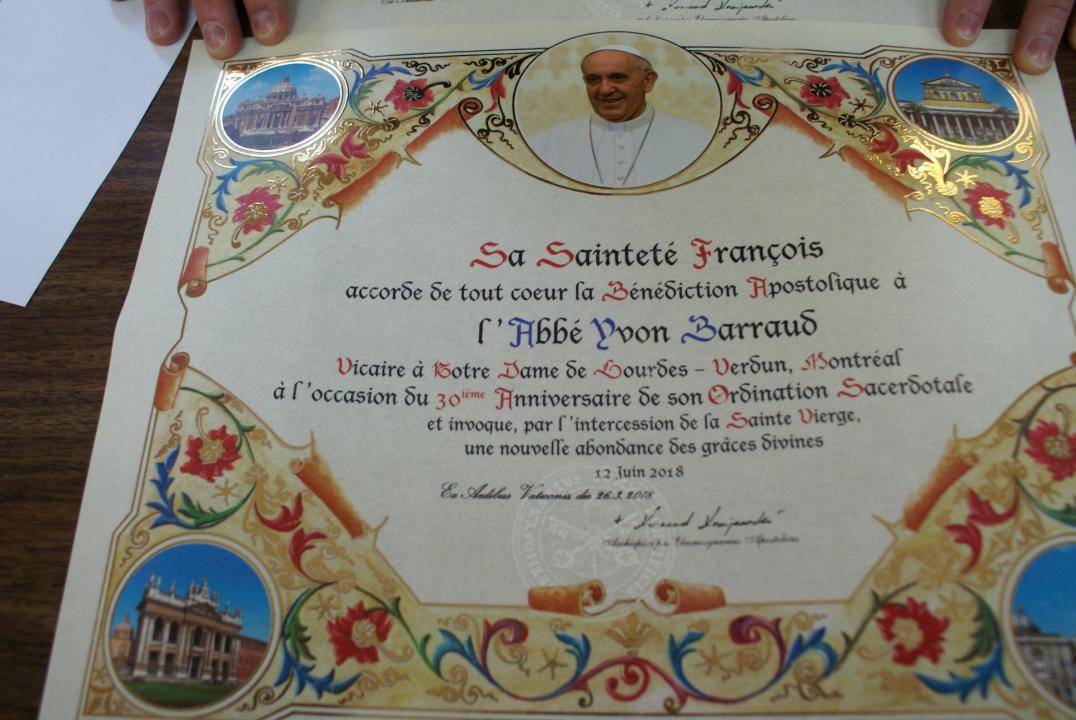 Sa Sainteté François
accorde de tout coeur la Bénédiction Apostolique à
l'Abbé Yvon Barraud
Vicaire à Notre Dame de Lourdes – Verdun, Montréal
à l'occasion du 30ième Anniversaire de son Ordination Sacerdotale
et invoque, par l'intercession de la Sainte Vierge,
une nouvelle abondance des grâces divines
12 Juin 2018
Ex Aedibus Vaticanis die 26.3.2018